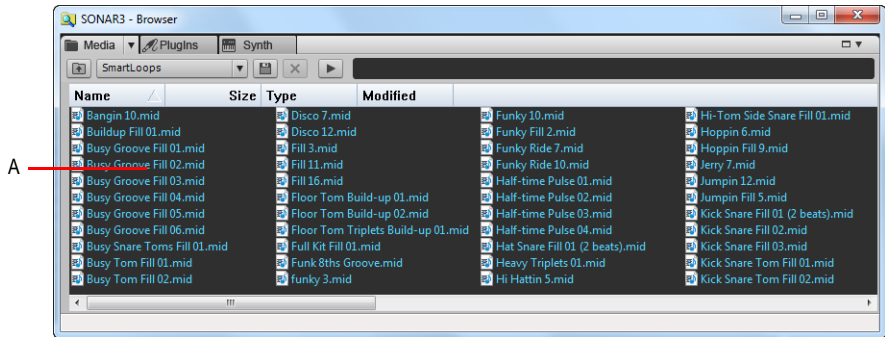 SONAR3 - Browser
Media PlugIns Synth
SmartLoops
Name Size Type Modified
Bangin 10.mid
Buildup Fill 01.mid
Busy Groove Fill 01.mid
Busy Groove Fill 02.mid
Busy Groove Fill 03.mid
Busy Groove Fill 04.mid
Busy Groove Fill 05.mid
Busy Groove Fill 06.mid
Busy Snare Toms Fill 01.mid
Busy Tom Fill 01.mid
Busy Tom Fill 02.mid
Disco 7.mid
Disco 12.mid
Fill 3.mid
Fill 11.mid
Fill 16.mid
Floor Tom Build-up 01.mid
Floor Tom Build-up 02.mid
Floor Tom Triplets Build-up 01.mid
Full Kit Fill 01.mid
Funk 8ths Groove.mid
funky 3.mid
Funky 10.mid
Funky Fill 2.mid
Funky Ride 7.mid
Funky Ride 10.mid
Half-time Pulse 01.mid
Half-time Pulse 02.mid
Half-time Pulse 03.mid
Half-time Pulse 04.mid
Hat Snare Fill 01 (2 beats).mid
Heavy Triplets 01.mid
Hi Hattin 5.mid
Hi-Tom Side Snare Fill 01.mid
Hoppin 6.mid
Hoppin Fill 9.mid
Jerry 7.mid
Jumpin 12.mid
Jumpin Fill 5.mid
Kick Snare Fill 01 (2 beats).mid
Kick Snare Fill 02.mid
Kick Snare Fill 03.mid
Kick Snare Tom Fill 01.mid
Kick Snare Tom Fill 02.mid
A